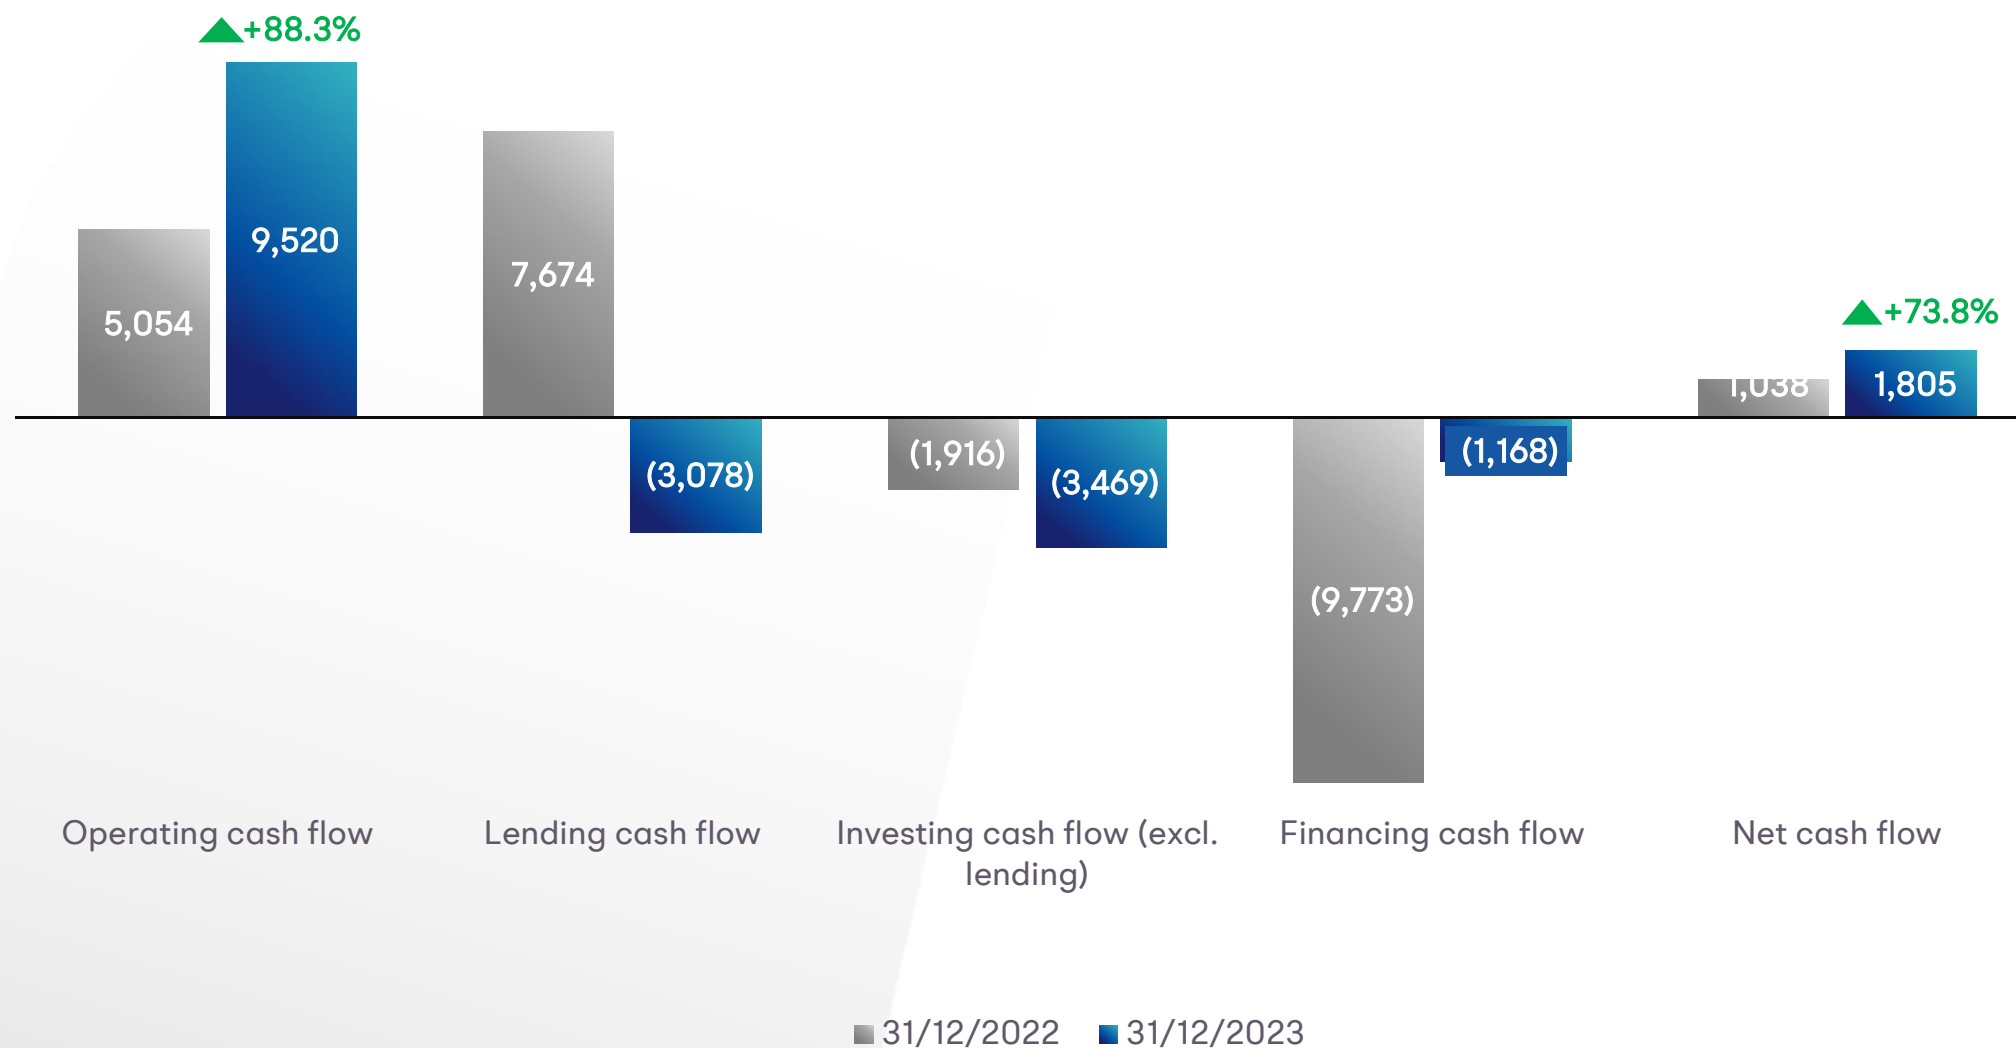 +88.3%
9,520
7,674
5,054
+73.8%
1,038
1,805
(1,916)
(3,078)
(3,469)
(1,168)
(9,773)
Operating cash flow
Lending cash flow
Investing cash flow (excl.
lending)
Financing cash flow
Net cash flow
31/12/2022
31/12/2023